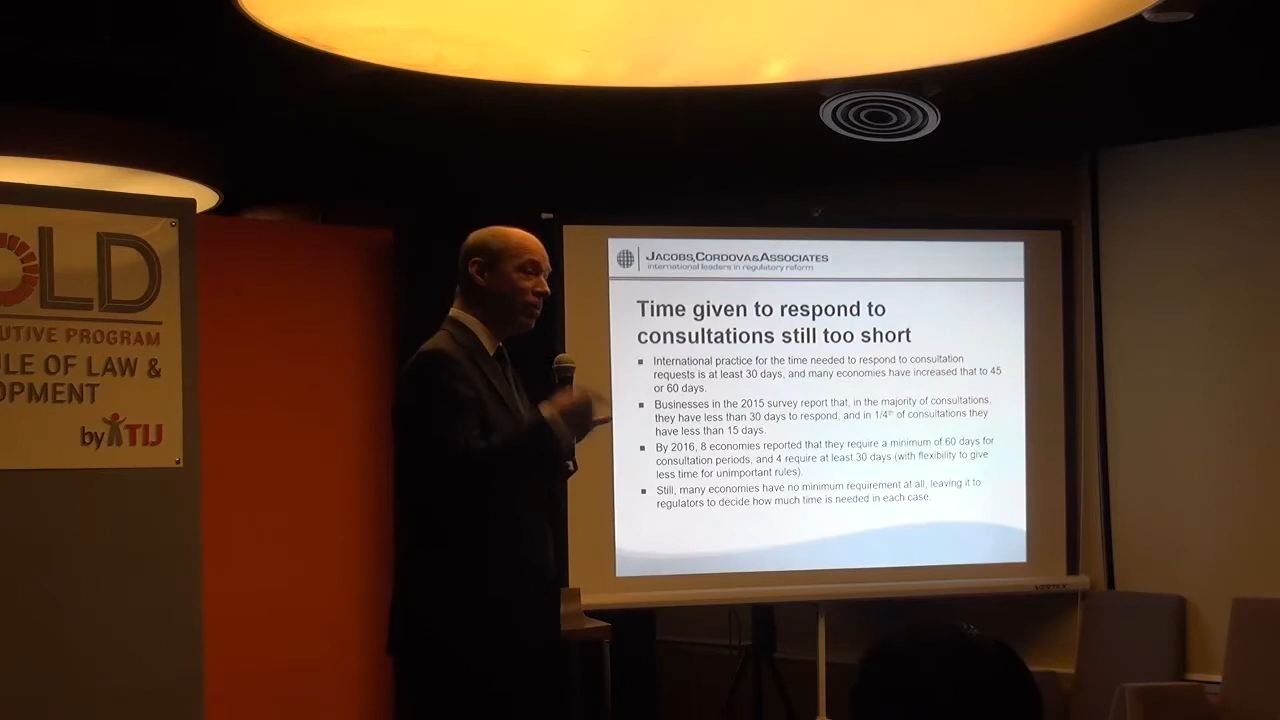 OLD
UTIVE PROGRAM
LE OF LAW &
OPMENT
by TIJ
JACOBS, CORDOVA & ASSOCIATES
international leaders in regulatory reform
Time given to respond to
consultations still too short
International practice for the time needed to respond to consultation
requests is at least 30 days, and many economies have increased that to 45
or 60 days.
Businesses in the 2015 survey report that, in the majority of consultations,
they have less than 30 days to respond, and in 1/4th of consultations they
have less than 15 days.
By 2016, 8 economies reported that they require a minimum of 60 days for
consultation periods, and 4 require at least 30 days (with flexibility to give
less time for unimportant rules).
Still, many economies have no minimum requirement at all, leaving it to
regulators to decide how much time is needed in each case.